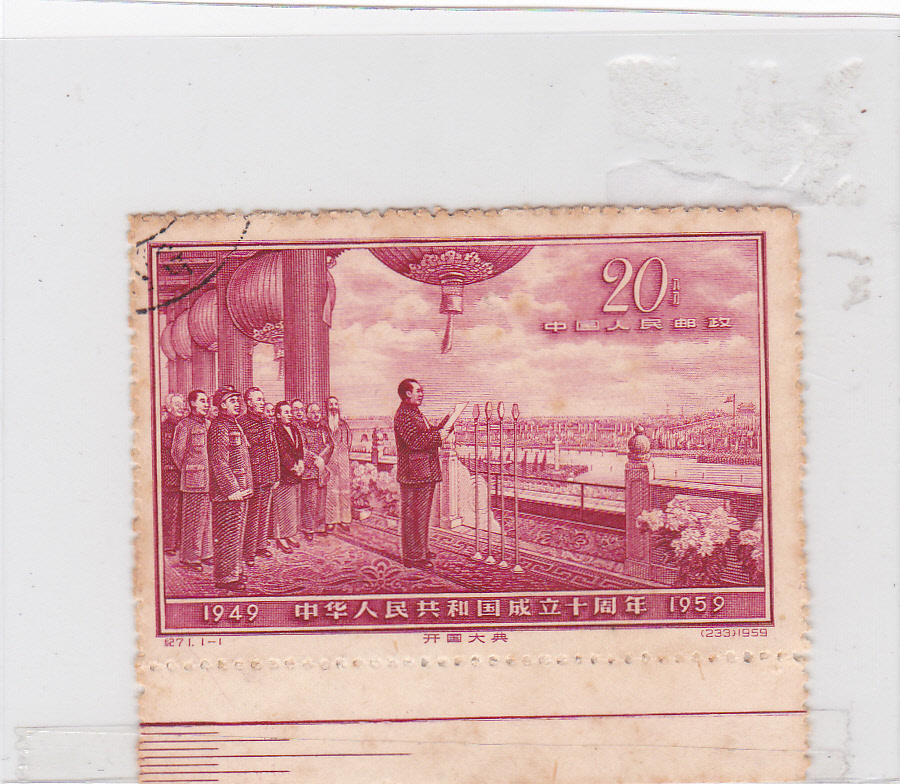 20分
中国人民邮政
1949 中华人民共和国成立十周年 1959
纪71.1-1 开国大典 (233)1959